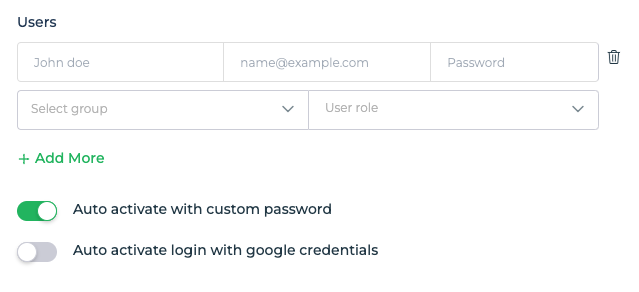 Users
John doe name@example.com Password
Select group User role
+ Add More
Auto activate with custom password
Auto activate login with google credentials